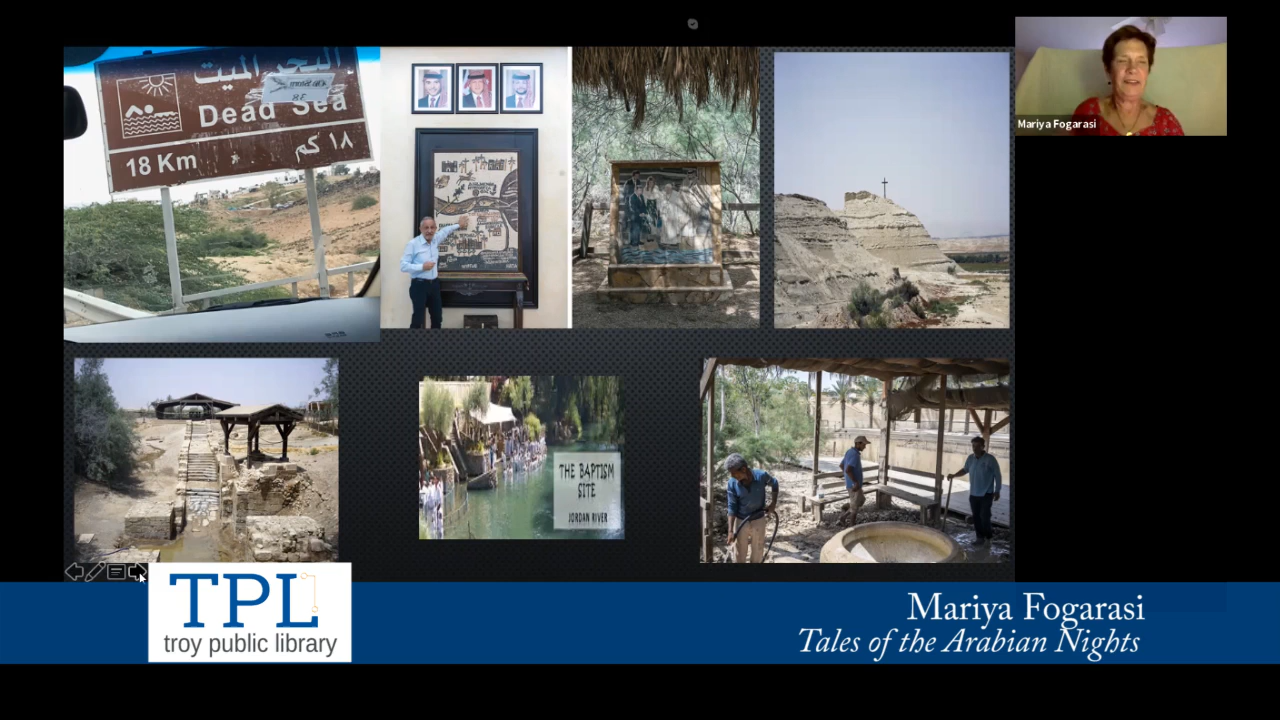 البحر الميت
Dead Sea
18 Km
١٨ كم
Mariya Fogarasi
THE BAPTISM
SITE
JORDAN RIVER
TPL
troy public library
Mariya Fogarasi
Tales of the Arabian Nights